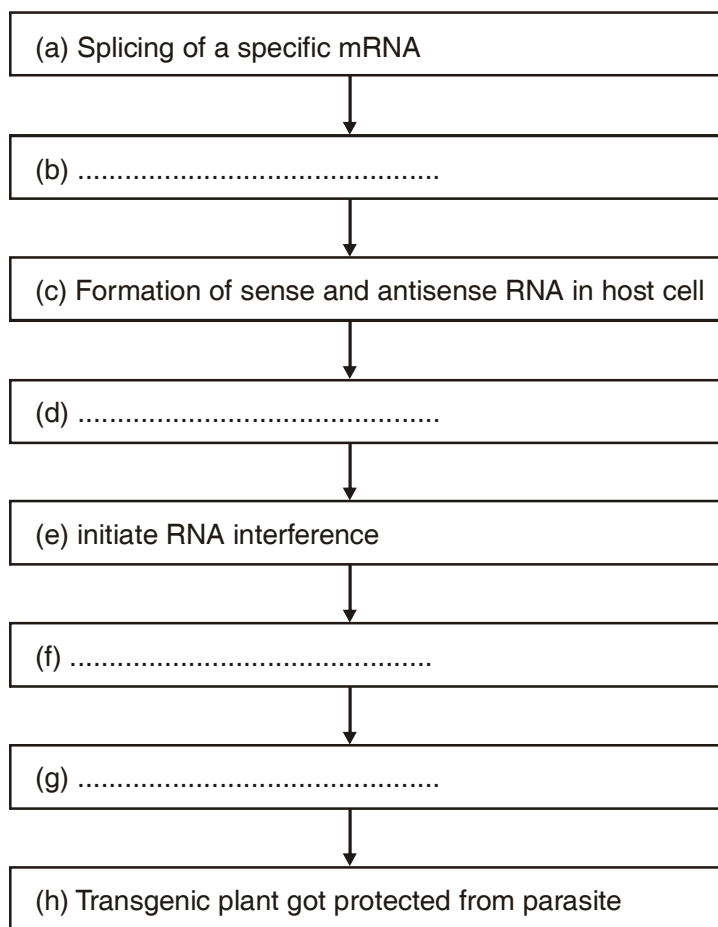 (a) Splicing of a specific mRNA
(b) ..............................................
(c) Formation of sense and antisense RNA in host cell
(d) ..............................................
(e) initiate RNA interference
(f) ..............................................
(g) ..............................................
(h) Transgenic plant got protected from parasite